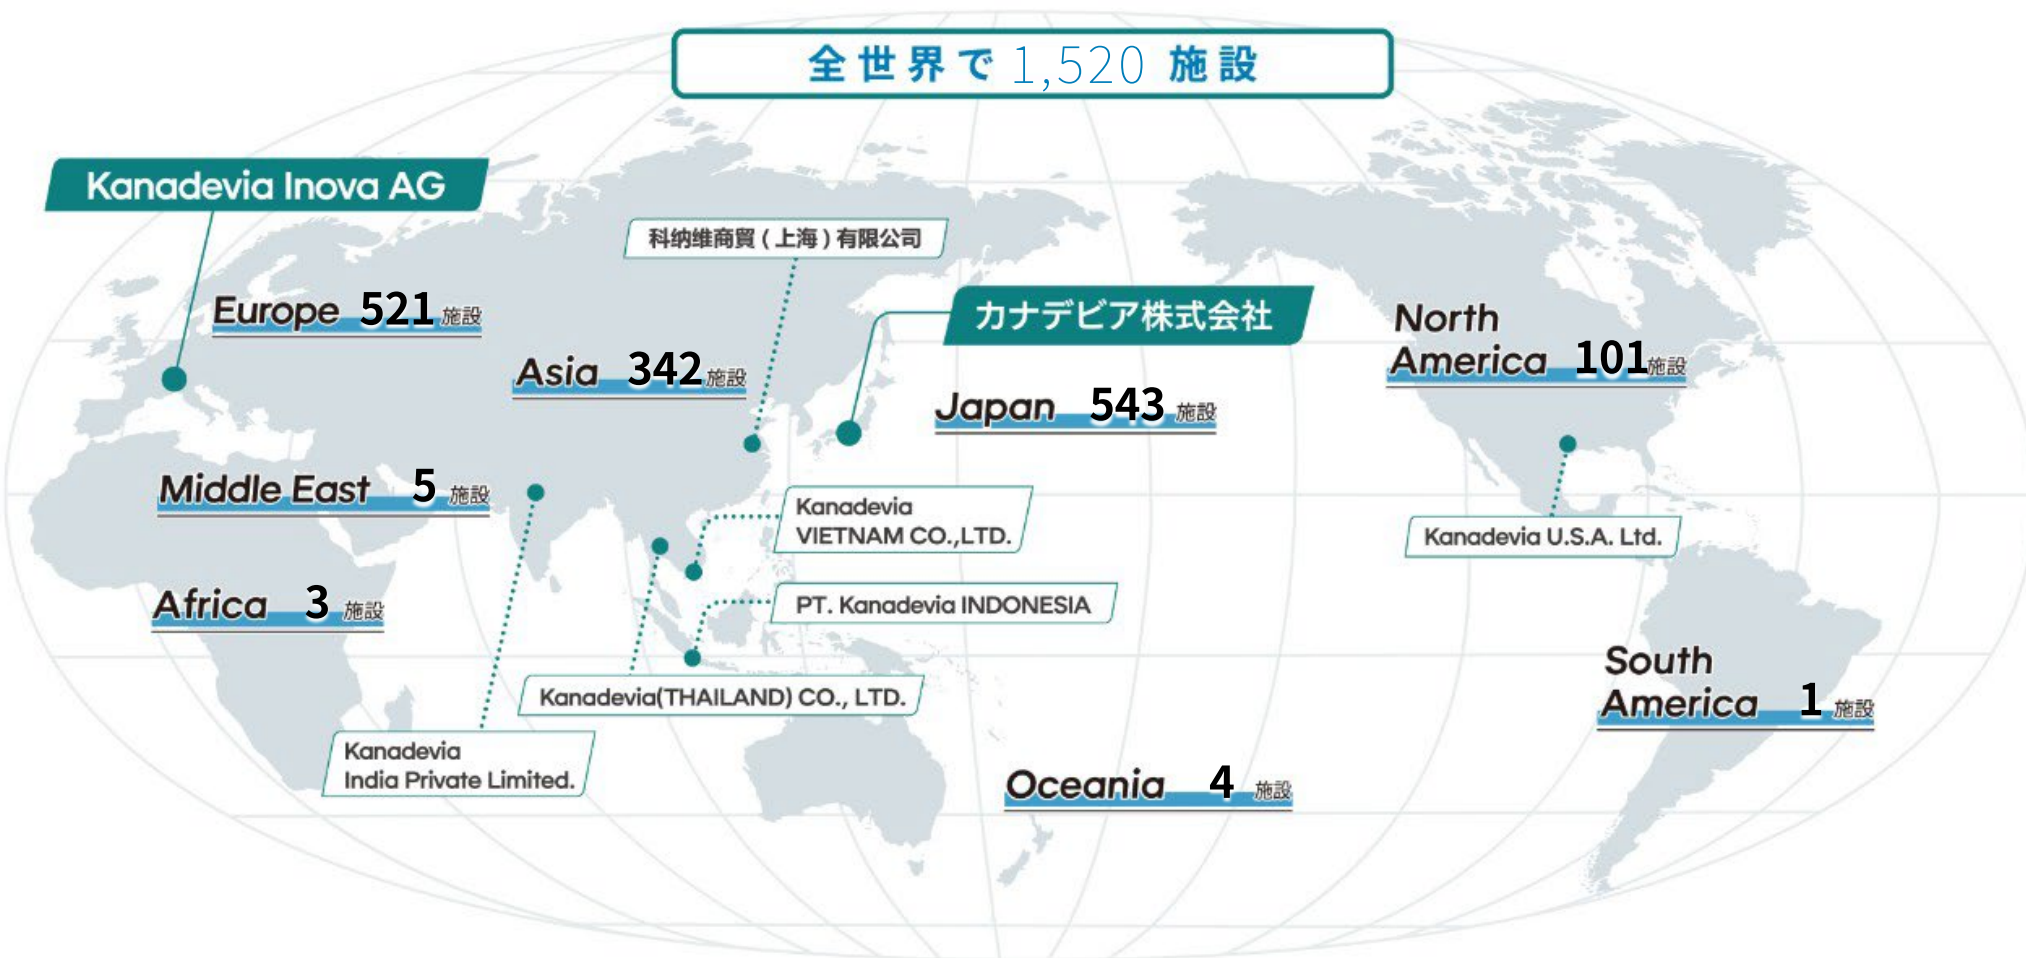 全世界で 1,520 施設
Kanadevia Inova AG
科纳维商貿(上海)有限公司
カナデビア株式会社
Europe 521 施設
Asia 342 施設
Japan 543 施設
North
America 101 施設
Middle East 5 施設
Kanadevia
VIETNAM CO.,LTD.
Kanadevia U.S.A. Ltd.
Africa 3 施設
PT. Kanadevia INDONESIA
Kanadevia(THAILAND) CO., LTD.
South
America 1 施設
Kanadevia
India Private Limited.
Oceania 4 施設